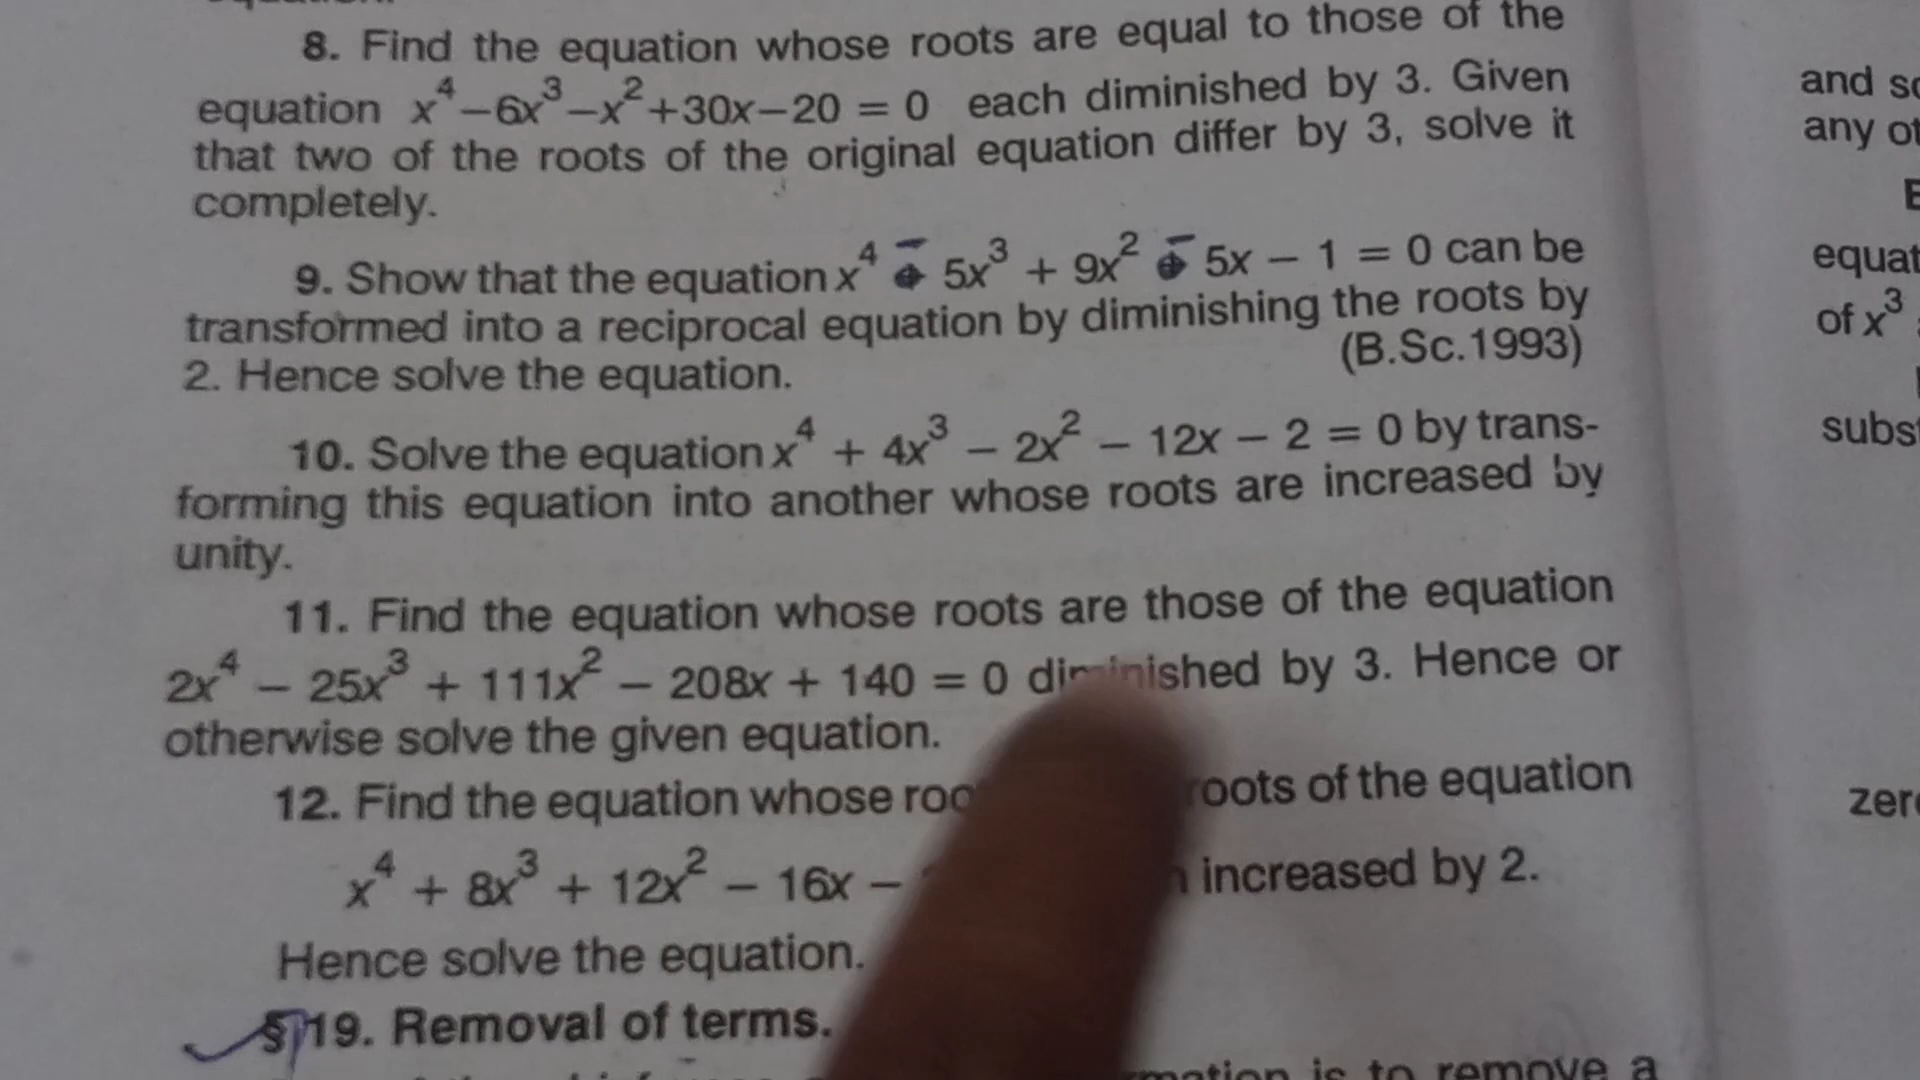 8. Find the equation whose roots are equal to those of the
equation x⁴−6x³−x²+30x−20 = 0 each diminished by 3. Given
that two of the roots of the original equation differ by 3, solve it
completely.
9. Show that the equation x⁴ − 5x³ + 9x² − 5x − 1 = 0 can be
transformed into a reciprocal equation by diminishing the roots by
2. Hence solve the equation. (B.Sc.1993)
10. Solve the equation x⁴ + 4x³ − 2x² − 12x − 2 = 0 by trans-
forming this equation into another whose roots are increased by
unity.
11. Find the equation whose roots are those of the equation
2x⁴ − 25x³ + 111x² − 208x + 140 = 0 diminished by 3. Hence or
otherwise solve the given equation.
12. Find the equation whose roots of the equation
x⁴ + 8x³ + 12x² − 16x − increased by 2.
Hence solve the equation.
§ 19. Removal of terms.
is to remove a
and
any
of x³